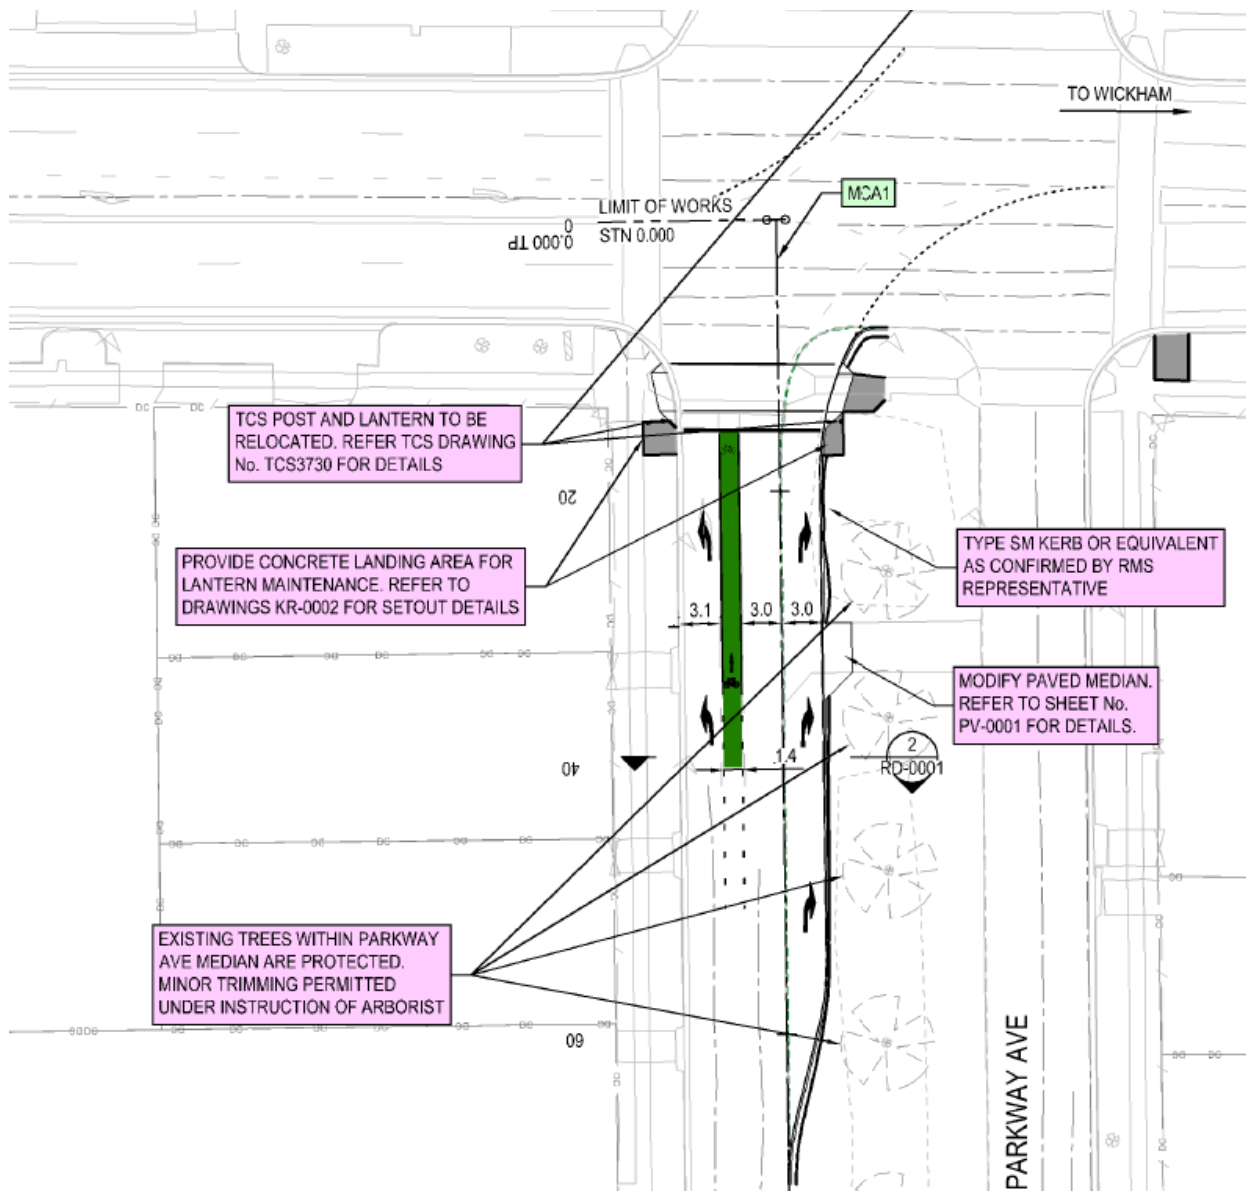 TO WICKHAM
MCA1
LIMIT OF WORKS
STN 0.000
0
0.000 TP
TCS POST AND LANTERN TO BE
RELOCATED. REFER TCS DRAWING
No. TCS3730 FOR DETAILS
20
PROVIDE CONCRETE LANDING AREA FOR
LANTERN MAINTENANCE. REFER TO
DRAWINGS KR-0002 FOR SETOUT DETAILS
TYPE SM KERB OR EQUIVALENT
AS CONFIRMED BY RMS
REPRESENTATIVE
3.1
3.0
3.0
MODIFY PAVED MEDIAN.
REFER TO SHEET No.
PV-0001 FOR DETAILS.
2
RD-0001
1.4
40
EXISTING TREES WITHIN PARKWAY
AVE MEDIAN ARE PROTECTED.
MINOR TRIMMING PERMITTED
UNDER INSTRUCTION OF ARBORIST
60
PARKWAY AVE